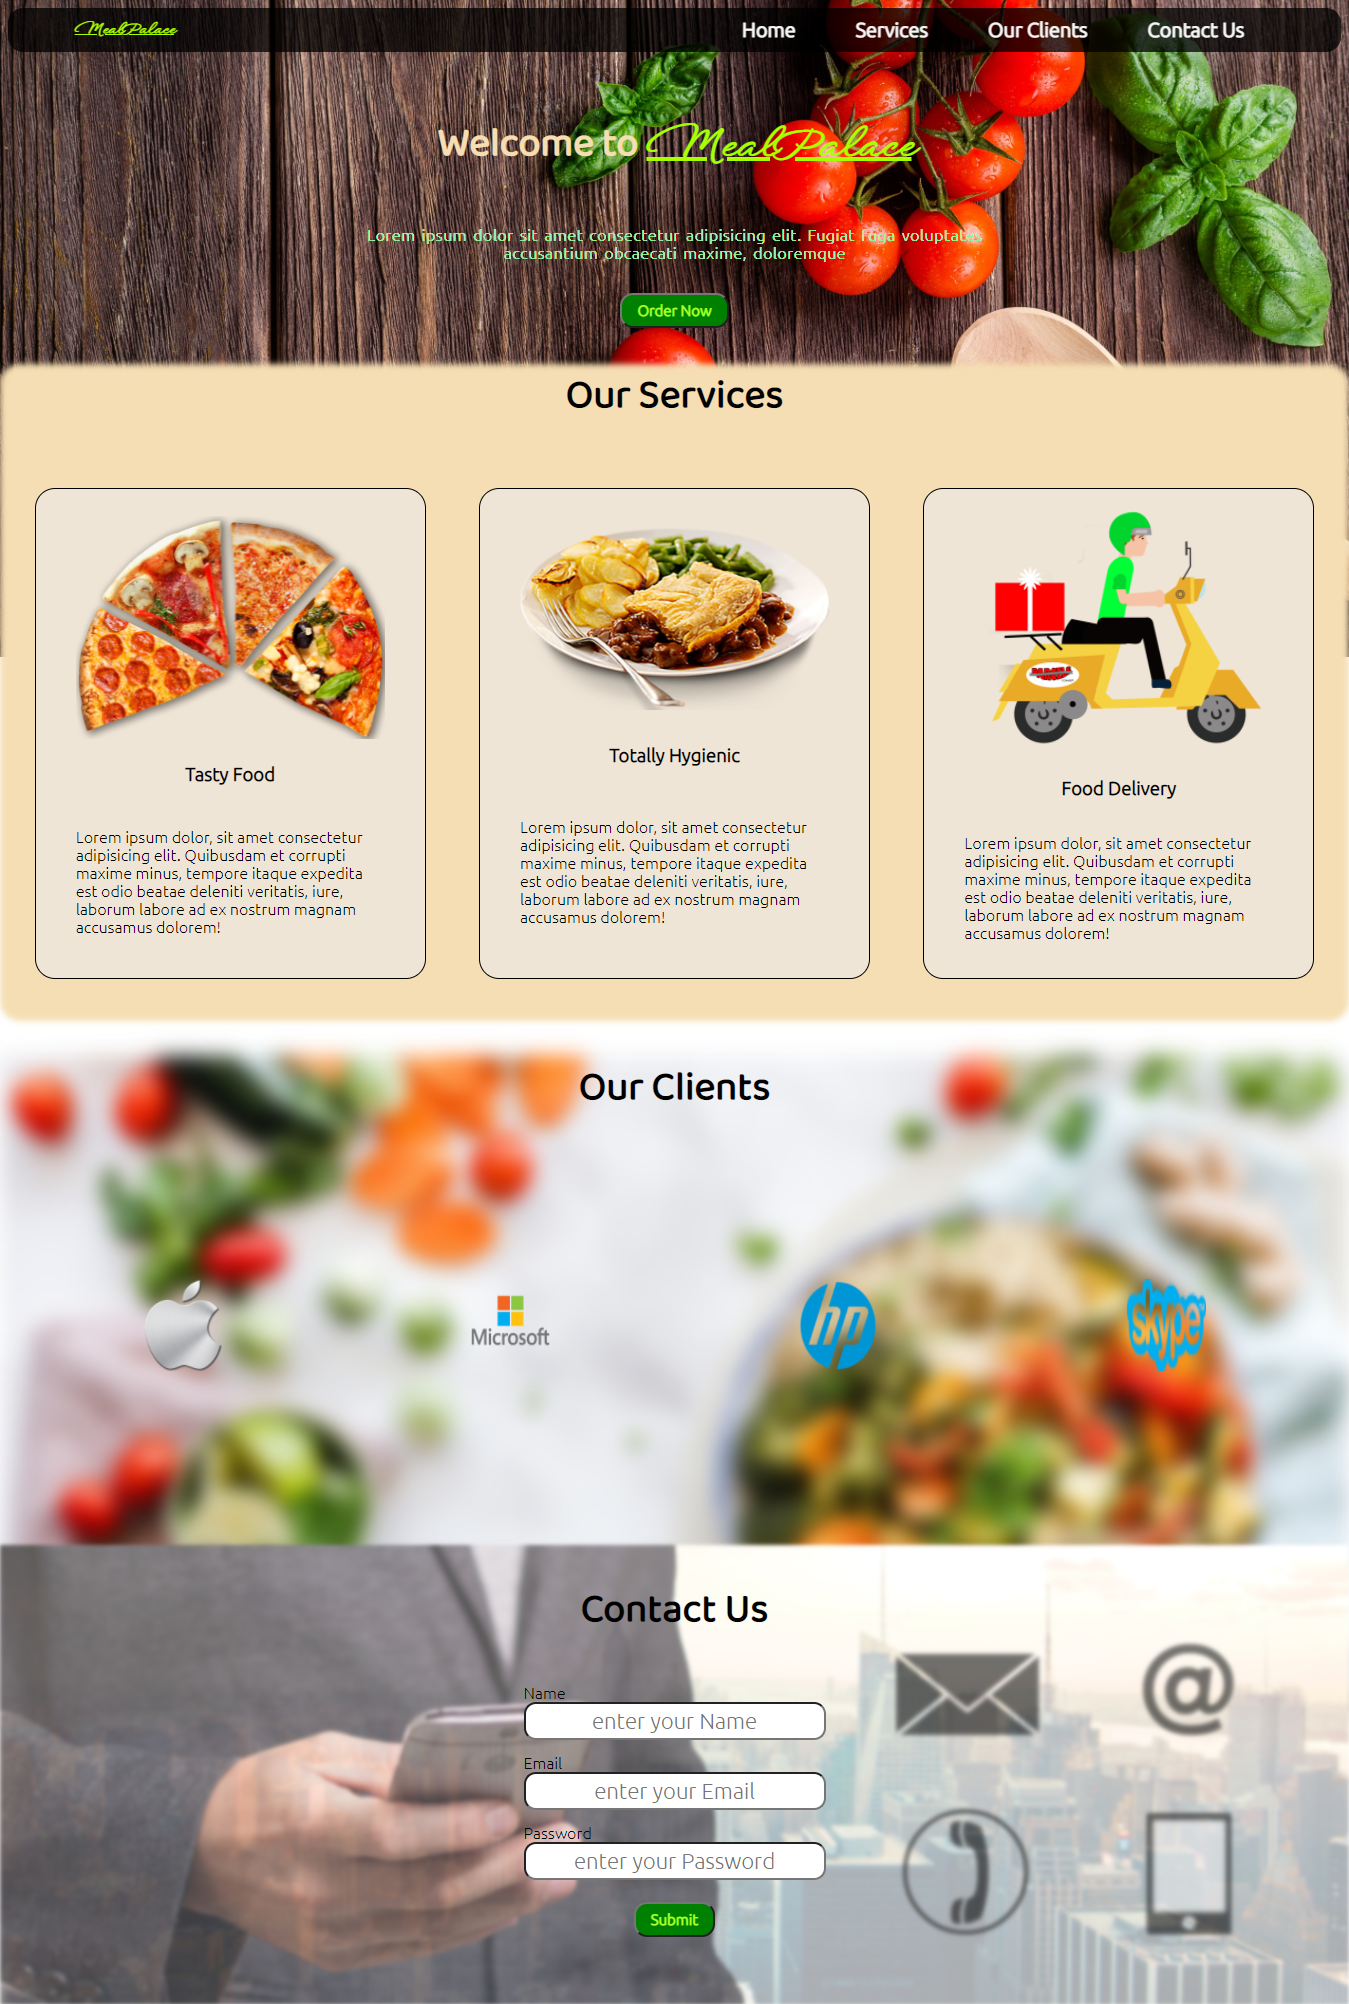 MealPalace
Home Services Our Clients Contact Us
Welcome to MealPalace
Lorem ipsum dolor sit amet consectetur adipisicing elit. Fugiat fuga voluptates
accusantium obcaecati maxime, doloremque
Order Now
Our Services
Tasty Food
Lorem ipsum dolor, sit amet consectetur
adipisicing elit. Quibusdam et corrupti
maxime minus, tempore itaque expedita
est odio beatae deleniti veritatis, iure,
laborum labore ad ex nostrum magnam
accusamus dolorem!
Totally Hygienic
Lorem ipsum dolor, sit amet consectetur
adipisicing elit. Quibusdam et corrupti
maxime minus, tempore itaque expedita
est odio beatae deleniti veritatis, iure,
laborum labore ad ex nostrum magnam
accusamus dolorem!
Food Delivery
Lorem ipsum dolor, sit amet consectetur
adipisicing elit. Quibusdam et corrupti
maxime minus, tempore itaque expedita
est odio beatae deleniti veritatis, iure,
laborum labore ad ex nostrum magnam
accusamus dolorem!
Our Clients
Microsoft
hp
skype
Contact Us
Name
enter your Name
@
Email
enter your Email
Password
enter your Password
Submit